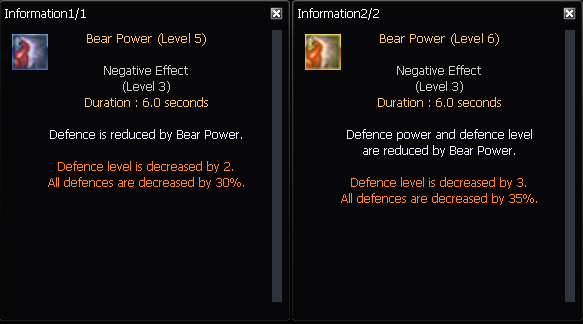 Information1/1
Bear Power (Level 5)
Negative Effect
(Level 3)
Duration : 6.0 seconds
Defence is reduced by Bear Power.
Defence level is decreased by 2.
All defences are decreased by 30%.
Information2/2
Bear Power (Level 6)
Negative Effect
(Level 3)
Duration : 6.0 seconds
Defence power and defence level
are reduced by Bear Power.
Defence level is decreased by 3.
All defences are decreased by 35%.